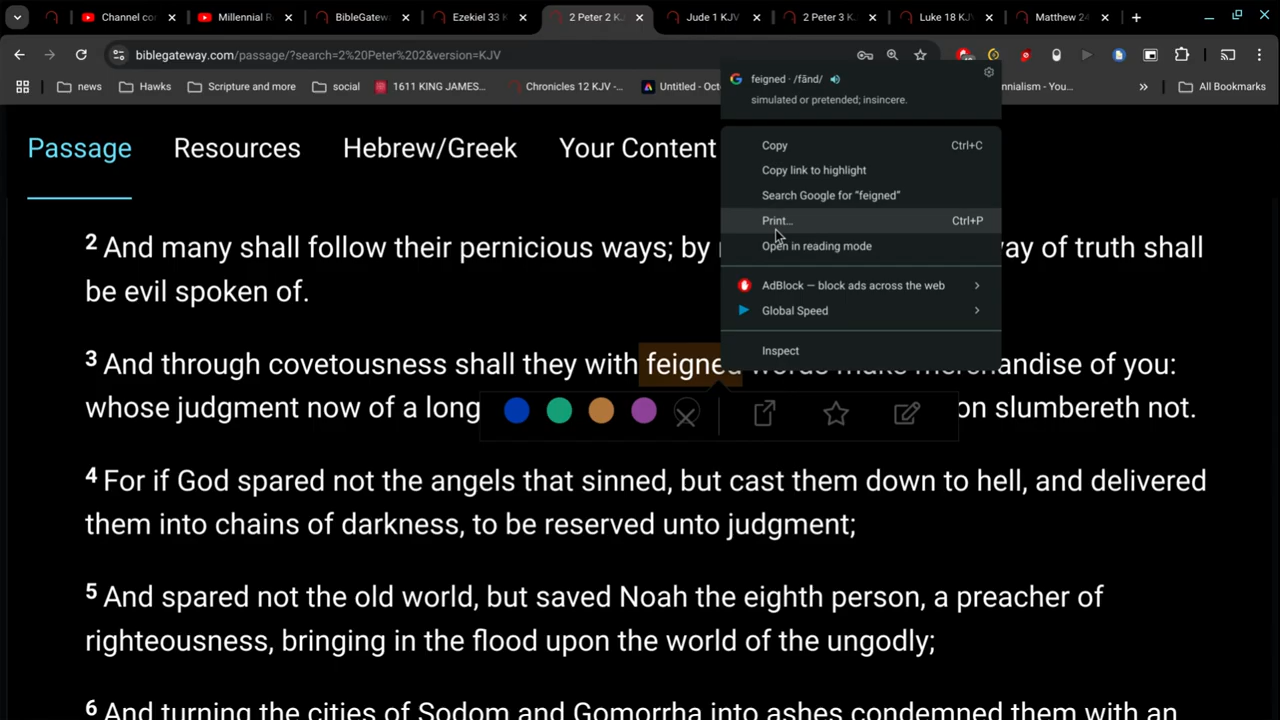 Channel co
Millennial R
BibleGatew
Ezekiel 33 K
2 Peter 2 K
Jude 1 KJV
2 Peter 3 K
Luke 18 KJV
Matthew 24
biblegateway.com/passage/?search=2%20Peter%202&version=KJV
news
Hawks
Scripture and more
social
1611 KING JAMES...
Chronicles 12 KJV -...
Untitled - Oct
nnialism - You...
All Bookmarks
feigned · /fānd/
simulated or pretended; insincere.
Passage Resources Hebrew/Greek Your Content
Copy Ctrl+C
Copy link to highlight
Search Google for “feigned”
Print... Ctrl+P
Open in reading mode
AdBlock — block ads across the web
Global Speed
Inspect
2 And many shall follow their pernicious ways; by way of truth shall
be evil spoken of.
3 And through covetousness shall they with feigned words make merchandise of you:
whose judgment now of a long on slumbereth not.
4 For if God spared not the angels that sinned, but cast them down to hell, and delivered
them into chains of darkness, to be reserved unto judgment;
5 And spared not the old world, but saved Noah the eighth person, a preacher of
righteousness, bringing in the flood upon the world of the ungodly;
6 And turning the cities of Sodom and Gomorrha into ashes condemned them with an